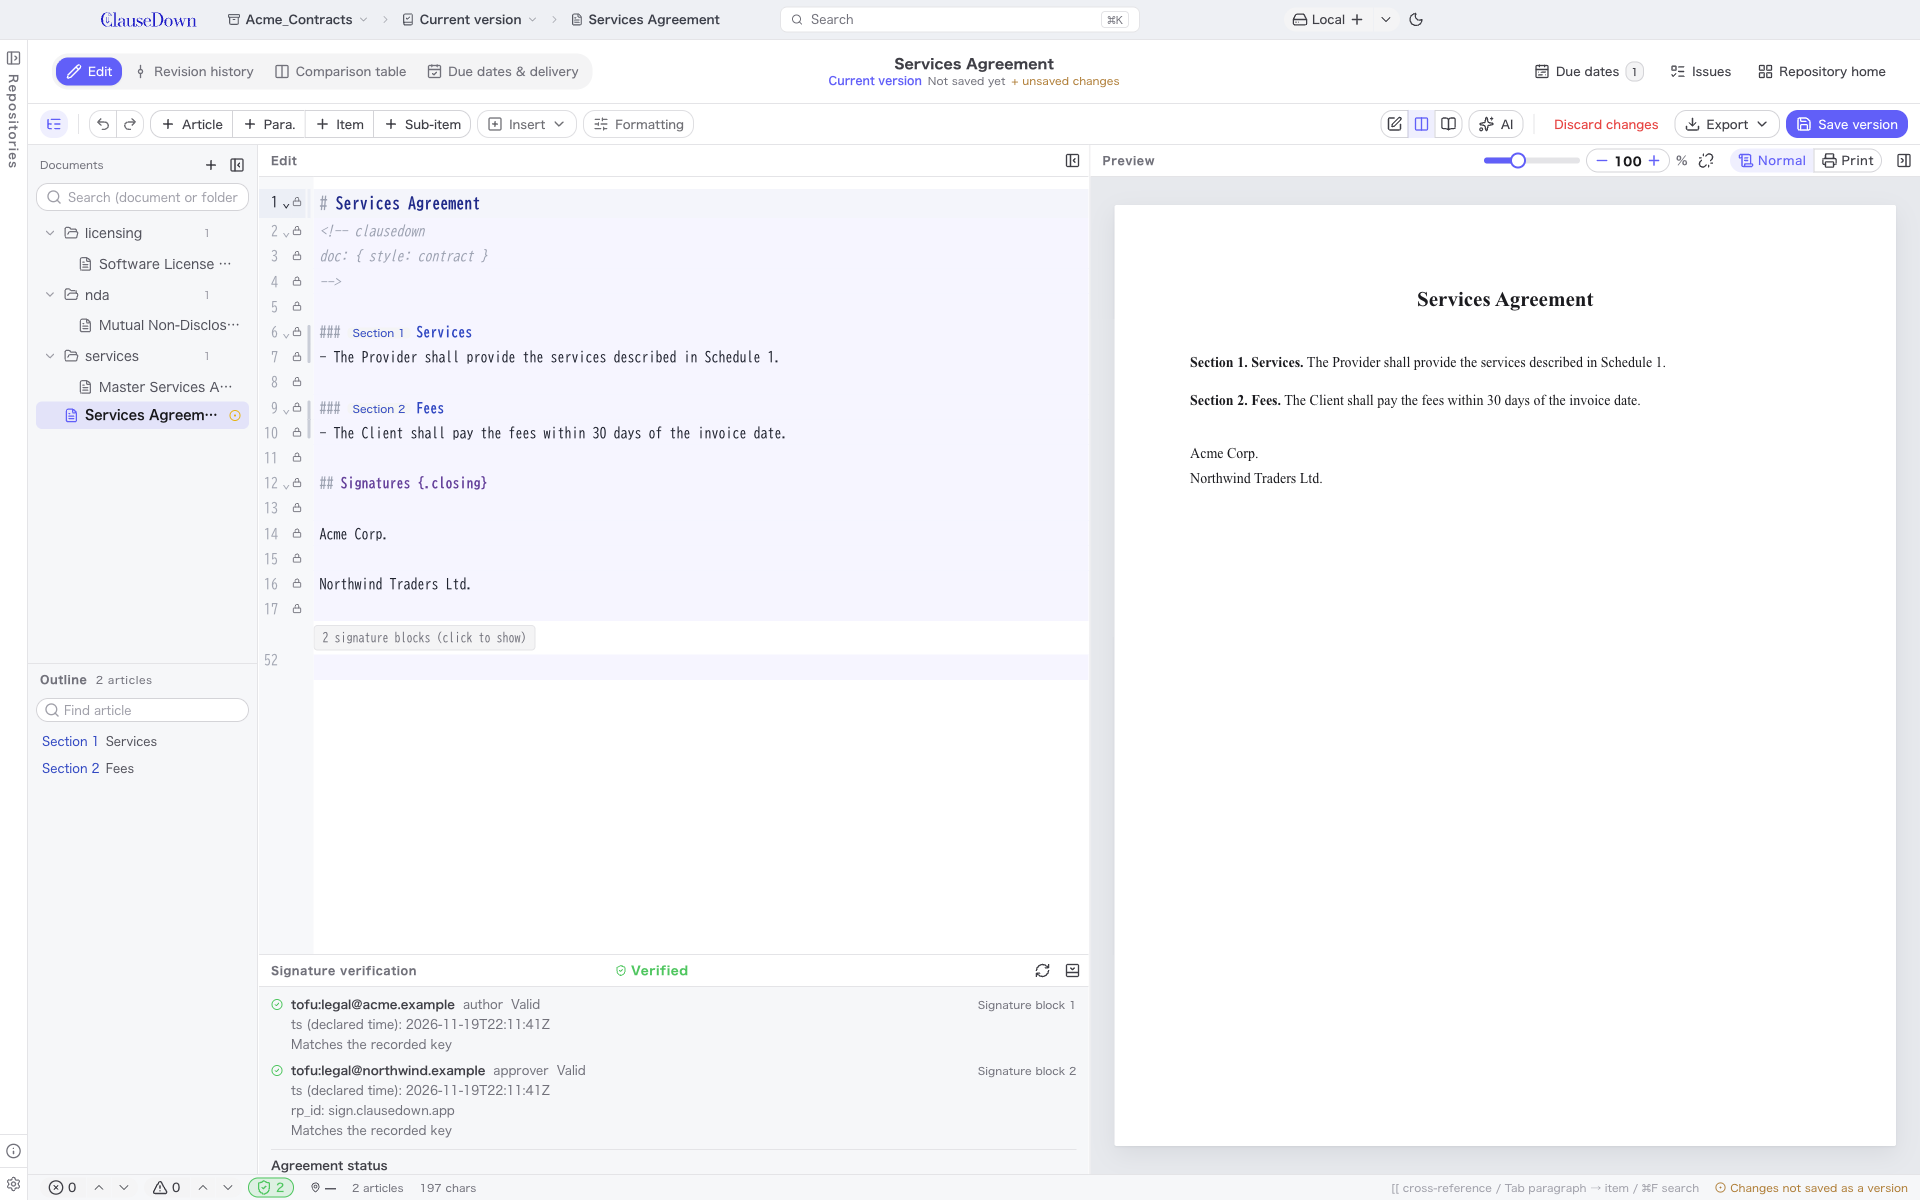 ClauseDown
Acme_Contracts
Current version
Services Agreement
Search
⌘K
Local
Repositories
Edit
Revision history
Comparison table
Due dates & delivery
Services Agreement
Current version Not saved yet + unsaved changes
Due dates 1
Issues
Repository home
Article
Para.
Item
Sub-item
Insert
Formatting
AI
Discard changes
Export
Save version
Documents
Search (document or folder
licensing 1
Software License ···
nda 1
Mutual Non-Disclos···
services 1
Master Services A···
Services Agreem···
Outline 2 articles
Find article
Section 1 Services
Section 2 Fees
Edit
1 # Services Agreement
2 <!-- clausedown
3 doc: { style: contract }
4 -->
5
6 ### Section 1 Services
7 - The Provider shall provide the services described in Schedule 1.
8
9 ### Section 2 Fees
10 - The Client shall pay the fees within 30 days of the invoice date.
11
12 ## Signatures {.closing}
13
14 Acme Corp.
15
16 Northwind Traders Ltd.
17
2 signature blocks (click to show)
52
Signature verification
Verified
tofu:legal@acme.example author Valid
Signature block 1
ts (declared time): 2026-11-19T22:11:41Z
Matches the recorded key
tofu:legal@northwind.example approver Valid
Signature block 2
ts (declared time): 2026-11-19T22:11:41Z
rp_id: sign.clausedown.app
Matches the recorded key
Agreement status
Preview
100 %
Normal
Print
Services Agreement
Section 1. Services. The Provider shall provide the services described in Schedule 1.
Section 2. Fees. The Client shall pay the fees within 30 days of the invoice date.
Acme Corp.
Northwind Traders Ltd.
0
0
2
—
2 articles
197 chars
[[ cross-reference / Tab paragraph → item / ⌘F search
Changes not saved as a version